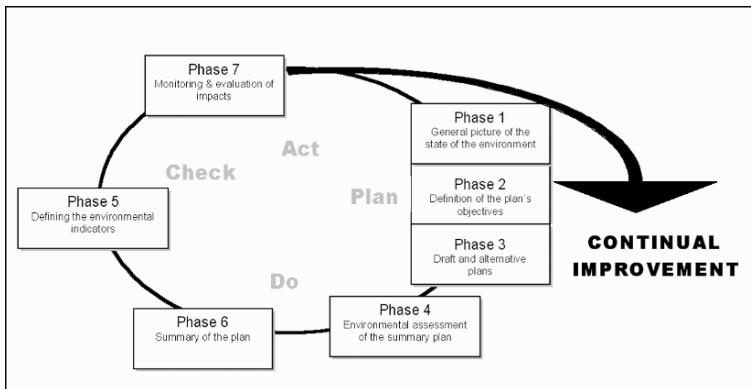 Phase 7
Monitoring & evaluation of
impacts
Phase 1
General picture of the
state of the environment
Act
Check
Phase 2
Definition of the plan's
objectives
Plan
Phase 5
Defining the environmental
indicators
Phase 3
Draft and alternative
plans
CONTINUAL
IMPROVEMENT
Do
Phase 4
Environmental assessment
of the summary plan
Phase 6
Summary of the plan